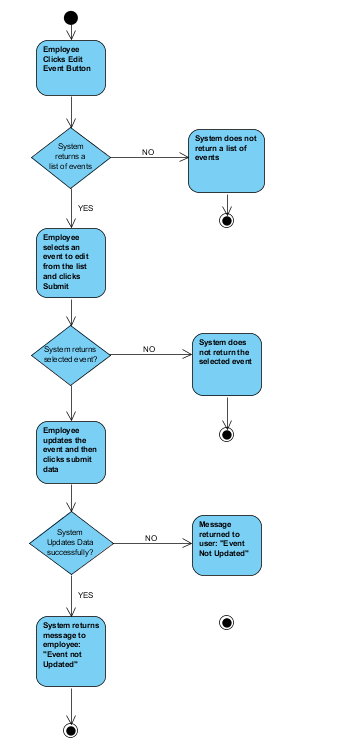 Employee
Clicks Edit
Event Button
System
returns a
list of events
NO
System does not
return a list of
events
YES
Employee
selects an
event to edit
from the list
and clicks
Submit
System returns
selected event?
NO
System does
not return the
selected event
Employee
updates the
event and then
clicks submit
data
System
Updates Data
successfully?
NO
Message
returned to
user: "Event
Not Updated"
YES
System returns
message to
employee:
"Event not
Updated"